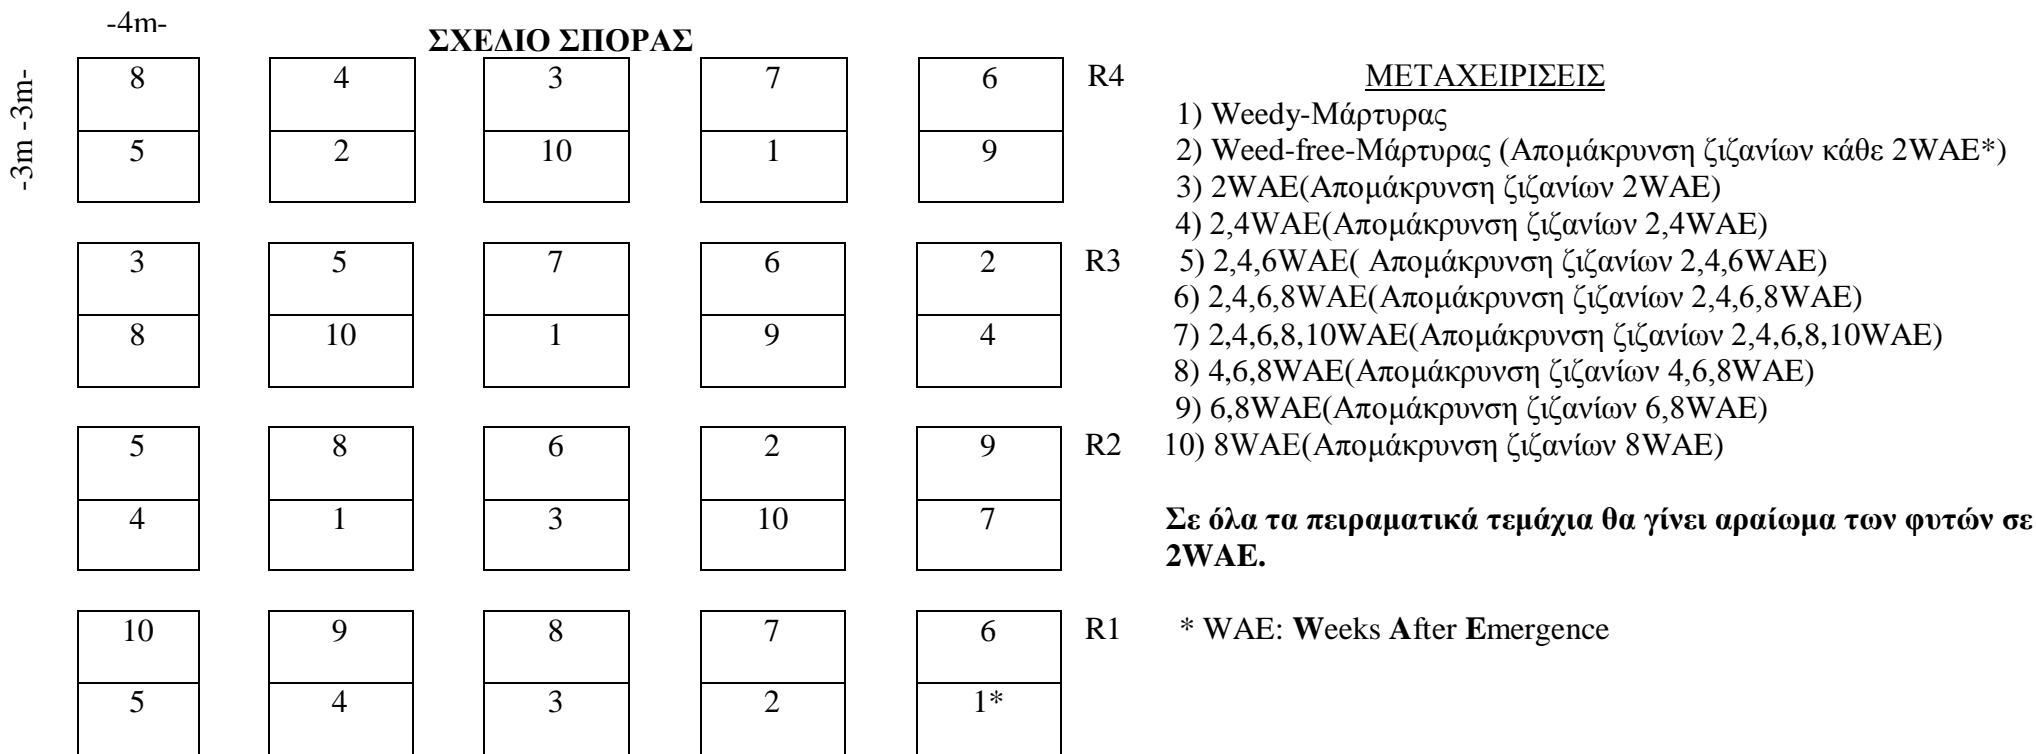 -4m-
ΣΧΕΔΙΟ ΣΠΟΡΑΣ
-3m -3m-
8 4 3 7 6 R4
5 2 10 1 9
3 5 7 6 2 R3
8 10 1 9 4
5 8 6 2 9 R2
4 1 3 10 7
10 9 8 7 6 R1
5 4 3 2 1*
ΜΕΤΑΧΕΙΡΙΣΕΙΣ
1) Weedy-Μάρτυρας
2) Weed-free-Μάρτυρας (Απομάκρυνση ζιζανίων κάθε 2WAE*)
3) 2WAE(Απομάκρυνση ζιζανίων 2WAE)
4) 2,4WAE(Απομάκρυνση ζιζανίων 2,4WAE)
5) 2,4,6WAE( Απομάκρυνση ζιζανίων 2,4,6WAE)
6) 2,4,6,8WAE(Απομάκρυνση ζιζανίων 2,4,6,8WAE)
7) 2,4,6,8,10WAE(Απομάκρυνση ζιζανίων 2,4,6,8,10WAE)
8) 4,6,8WAE(Απομάκρυνση ζιζανίων 4,6,8WAE)
9) 6,8WAE(Απομάκρυνση ζιζανίων 6,8WAE)
10) 8WAE(Απομάκρυνση ζιζανίων 8WAE)
Σε όλα τα πειραματικά τεμάχια θα γίνει αραίωμα των φυτών σε
2WAE.
* WAE: Weeks After Emergence